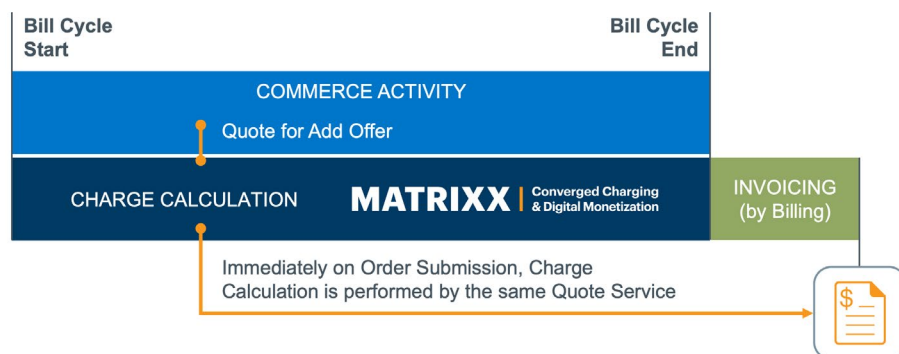 Bill Cycle
Start
Bill Cycle
End
COMMERCE ACTIVITY
Quote for Add Offer
CHARGE CALCULATION
MATRIXX
Converged Charging
& Digital Monetization
INVOICING
(by Billing)
Immediately on Order Submission, Charge
Calculation is performed by the same Quote Service
$